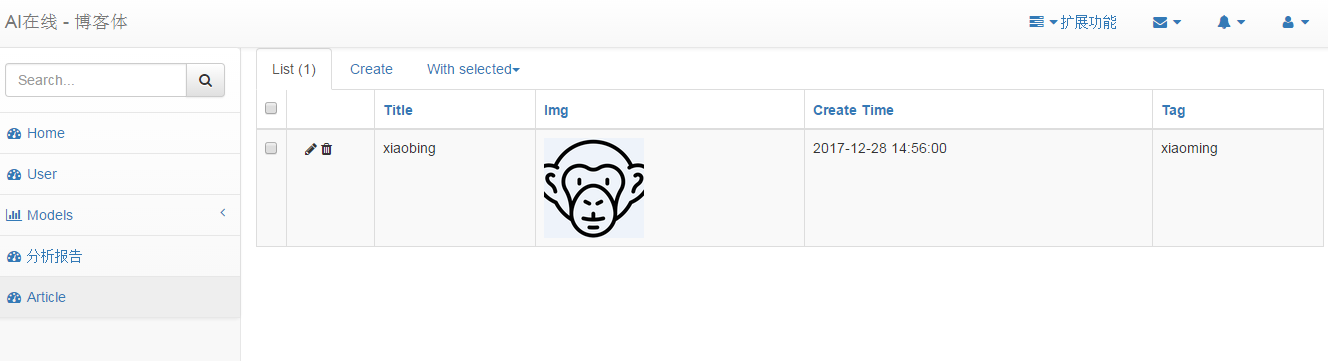 AI在线 - 博客体
扩展功能
Search...
Home
User
Models
分析报告
Article
List (1) Create With selected
Title Img Create Time Tag
xiaobing 2017-12-28 14:56:00 xiaoming